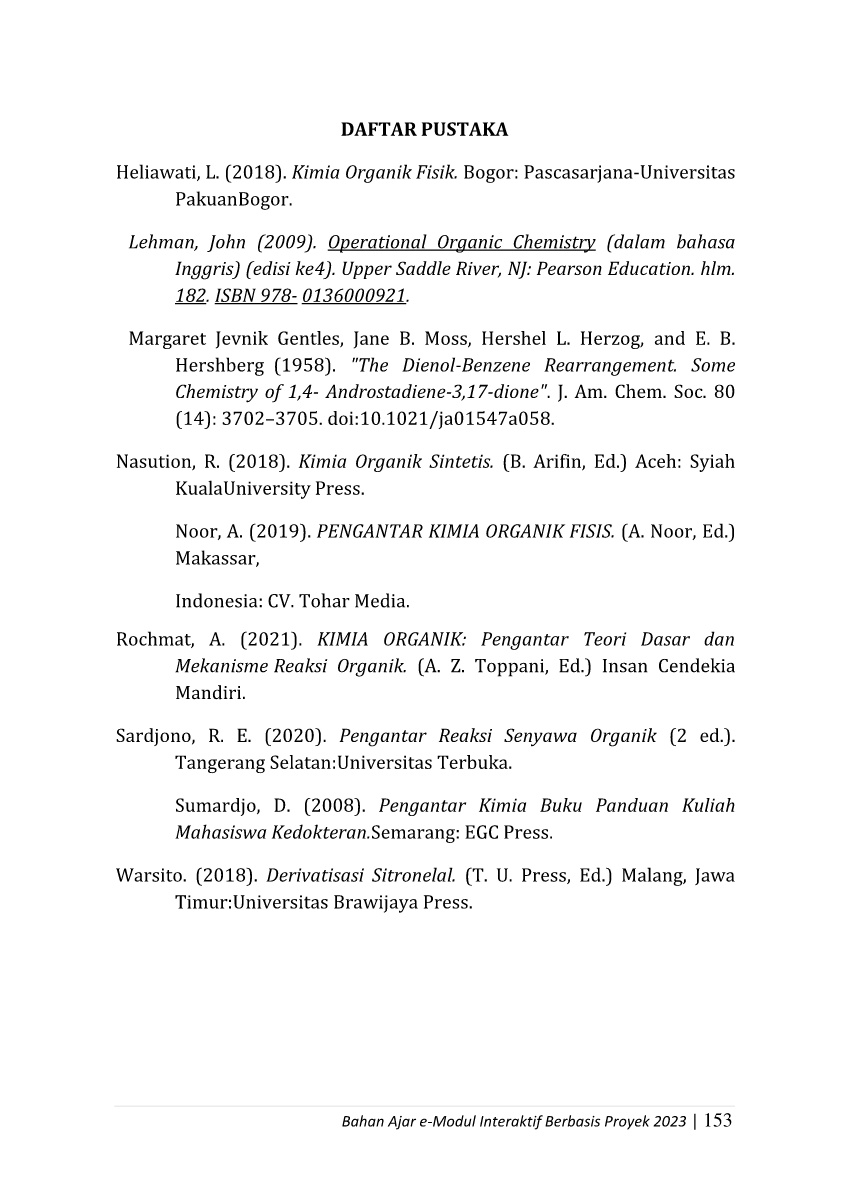 DAFTAR PUSTAKA
Heliawati, L. (2018). Kimia Organik Fisik. Bogor: Pascasarjana-Universitas
PakuanBogor.
Lehman, John (2009). Operational Organic Chemistry (dalam bahasa
Inggris) (edisi ke4). Upper Saddle River, NJ: Pearson Education. hlm.
182. ISBN 978- 0136000921.
Margaret Jevnik Gentles, Jane B. Moss, Hershel L. Herzog, and E. B.
Hershberg (1958). "The Dienol-Benzene Rearrangement. Some
Chemistry of 1,4- Androstadiene-3,17-dione". J. Am. Chem. Soc. 80
(14): 3702–3705. doi:10.1021/ja01547a058.
Nasution, R. (2018). Kimia Organik Sintetis. (B. Arifin, Ed.) Aceh: Syiah
KualaUniversity Press.
Noor, A. (2019). PENGANTAR KIMIA ORGANIK FISIS. (A. Noor, Ed.)
Makassar,
Indonesia: CV. Tohar Media.
Rochmat, A. (2021). KIMIA ORGANIK: Pengantar Teori Dasar dan
Mekanisme Reaksi Organik. (A. Z. Toppani, Ed.) Insan Cendekia
Mandiri.
Sardjono, R. E. (2020). Pengantar Reaksi Senyawa Organik (2 ed.).
Tangerang Selatan:Universitas Terbuka.
Sumardjo, D. (2008). Pengantar Kimia Buku Panduan Kuliah
Mahasiswa Kedokteran.Semarang: EGC Press.
Warsito. (2018). Derivatisasi Sitronelal. (T. U. Press, Ed.) Malang, Jawa
Timur:Universitas Brawijaya Press.
Bahan Ajar e-Modul Interaktif Berbasis Proyek 2023 | 153